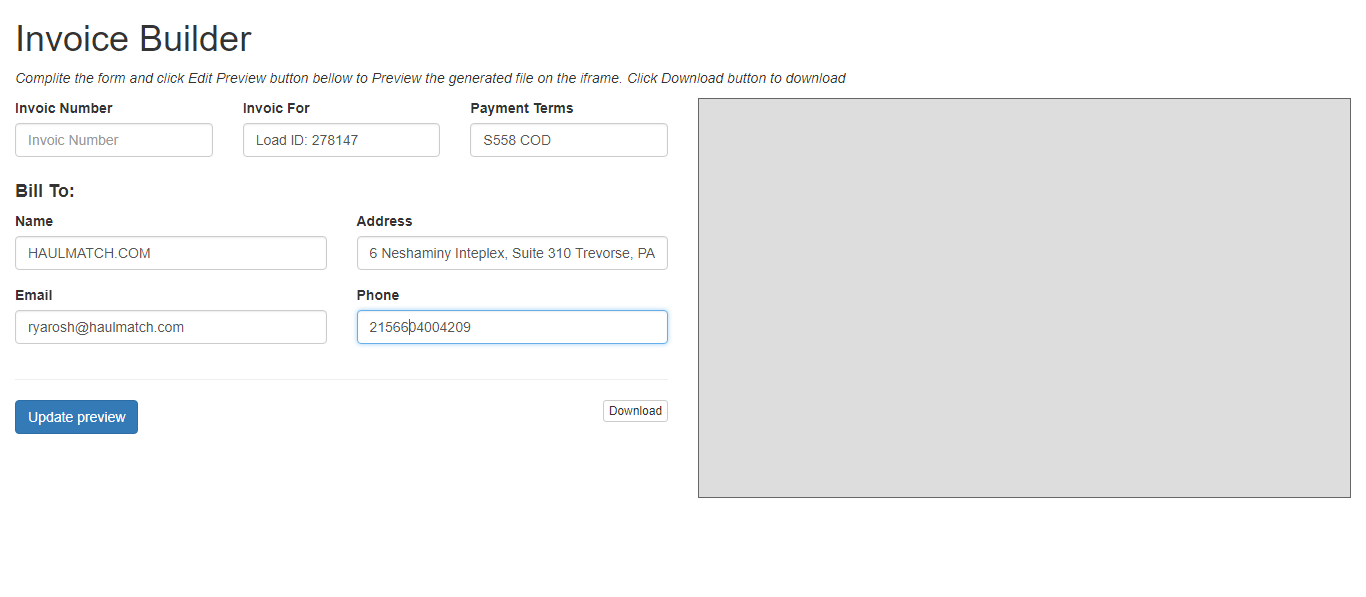 Invoice Builder
Complite the form and click Edit Preview button bellow to Preview the generated file on the iframe. Click Download button to download
Invoic Number Invoic For Payment Terms
Invoic Number Load ID: 278147 S558 COD
Bill To:
Name Address
HAULMATCH.COM 6 Neshaminy Inteplex, Suite 310 Trevorse, PA
Email Phone
ryarosh@haulmatch.com 2156604004209
Update preview Download